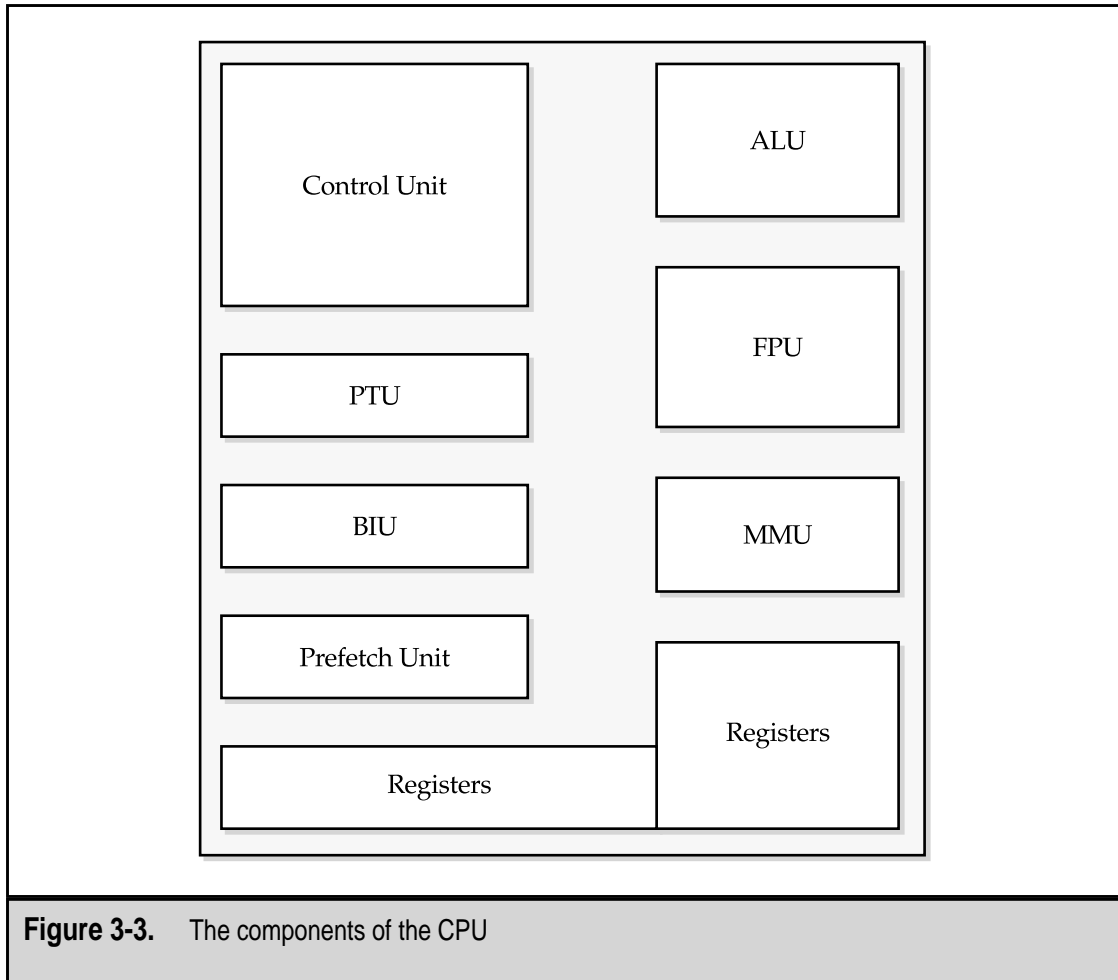 Control Unit
ALU
FPU
PTU
BIU
MMU
Prefetch Unit
Registers
Registers
Figure 3-3. The components of the CPU